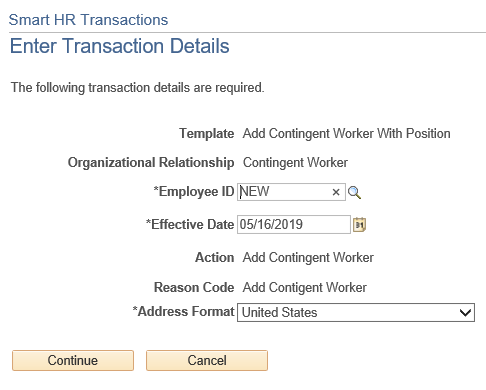 Smart HR Transactions
Enter Transaction Details
The following transaction details are required.
Template Add Contingent Worker With Position
Organizational Relationship Contingent Worker
*Employee ID NEW ×
*Effective Date 05/16/2019 31
Action Add Contingent Worker
Reason Code Add Contigent Worker
*Address Format United States
Continue Cancel